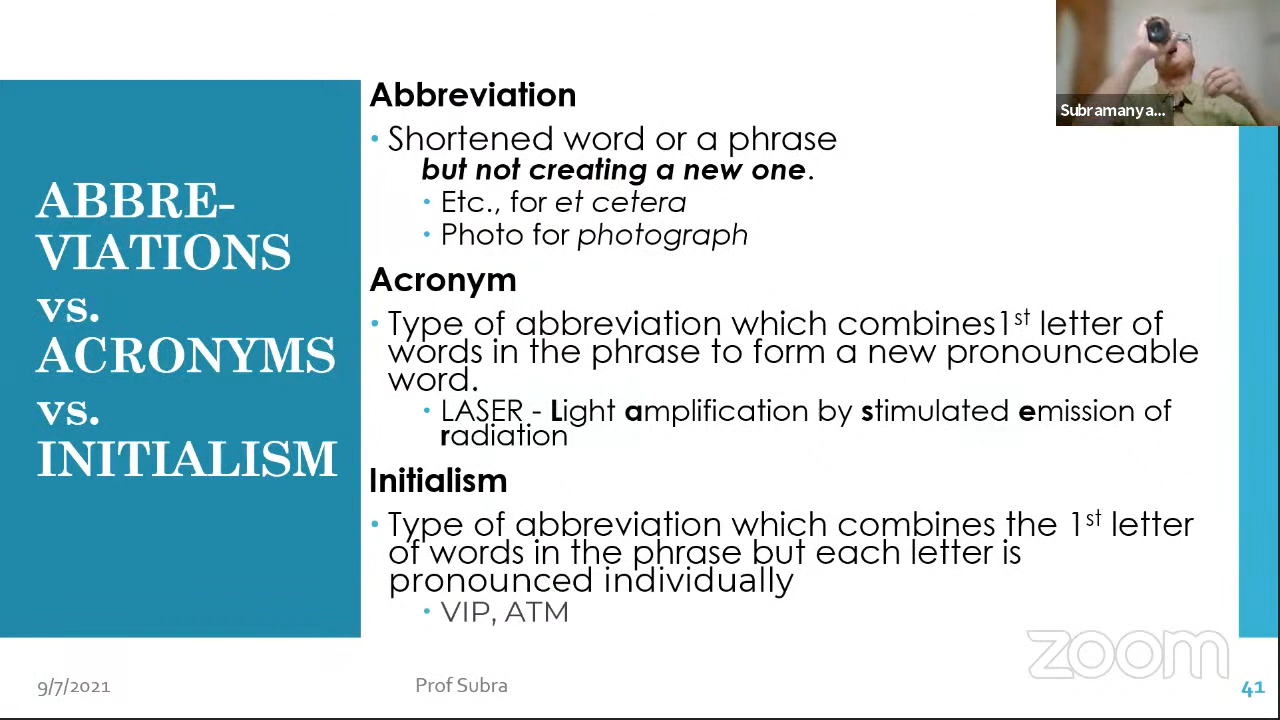 Subramanya...
ABBRE-
VIATIONS
vs.
ACRONYMS
vs.
INITIALISM
Abbreviation
• Shortened word or a phrase
but not creating a new one.
• Etc., for et cetera
• Photo for photograph
Acronym
• Type of abbreviation which combines1st letter of
words in the phrase to form a new pronounceable
word.
• LASER - Light amplification by stimulated emission of
radiation
Initialism
• Type of abbreviation which combines the 1st letter
of words in the phrase but each letter is
pronounced individually
• VIP, ATM
zoom
9/7/2021
Prof Subra
41